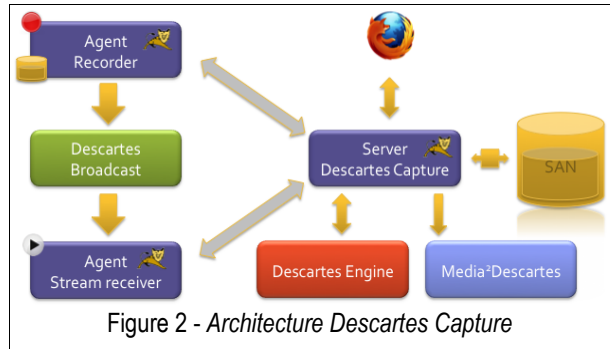 Agent
Recorder
Descartes
Broadcast
Server
Descartes Capture
SAN
Agent
Stream receiver
Descartes Engine
Media²Descartes
Figure 2 - Architecture Descartes Capture